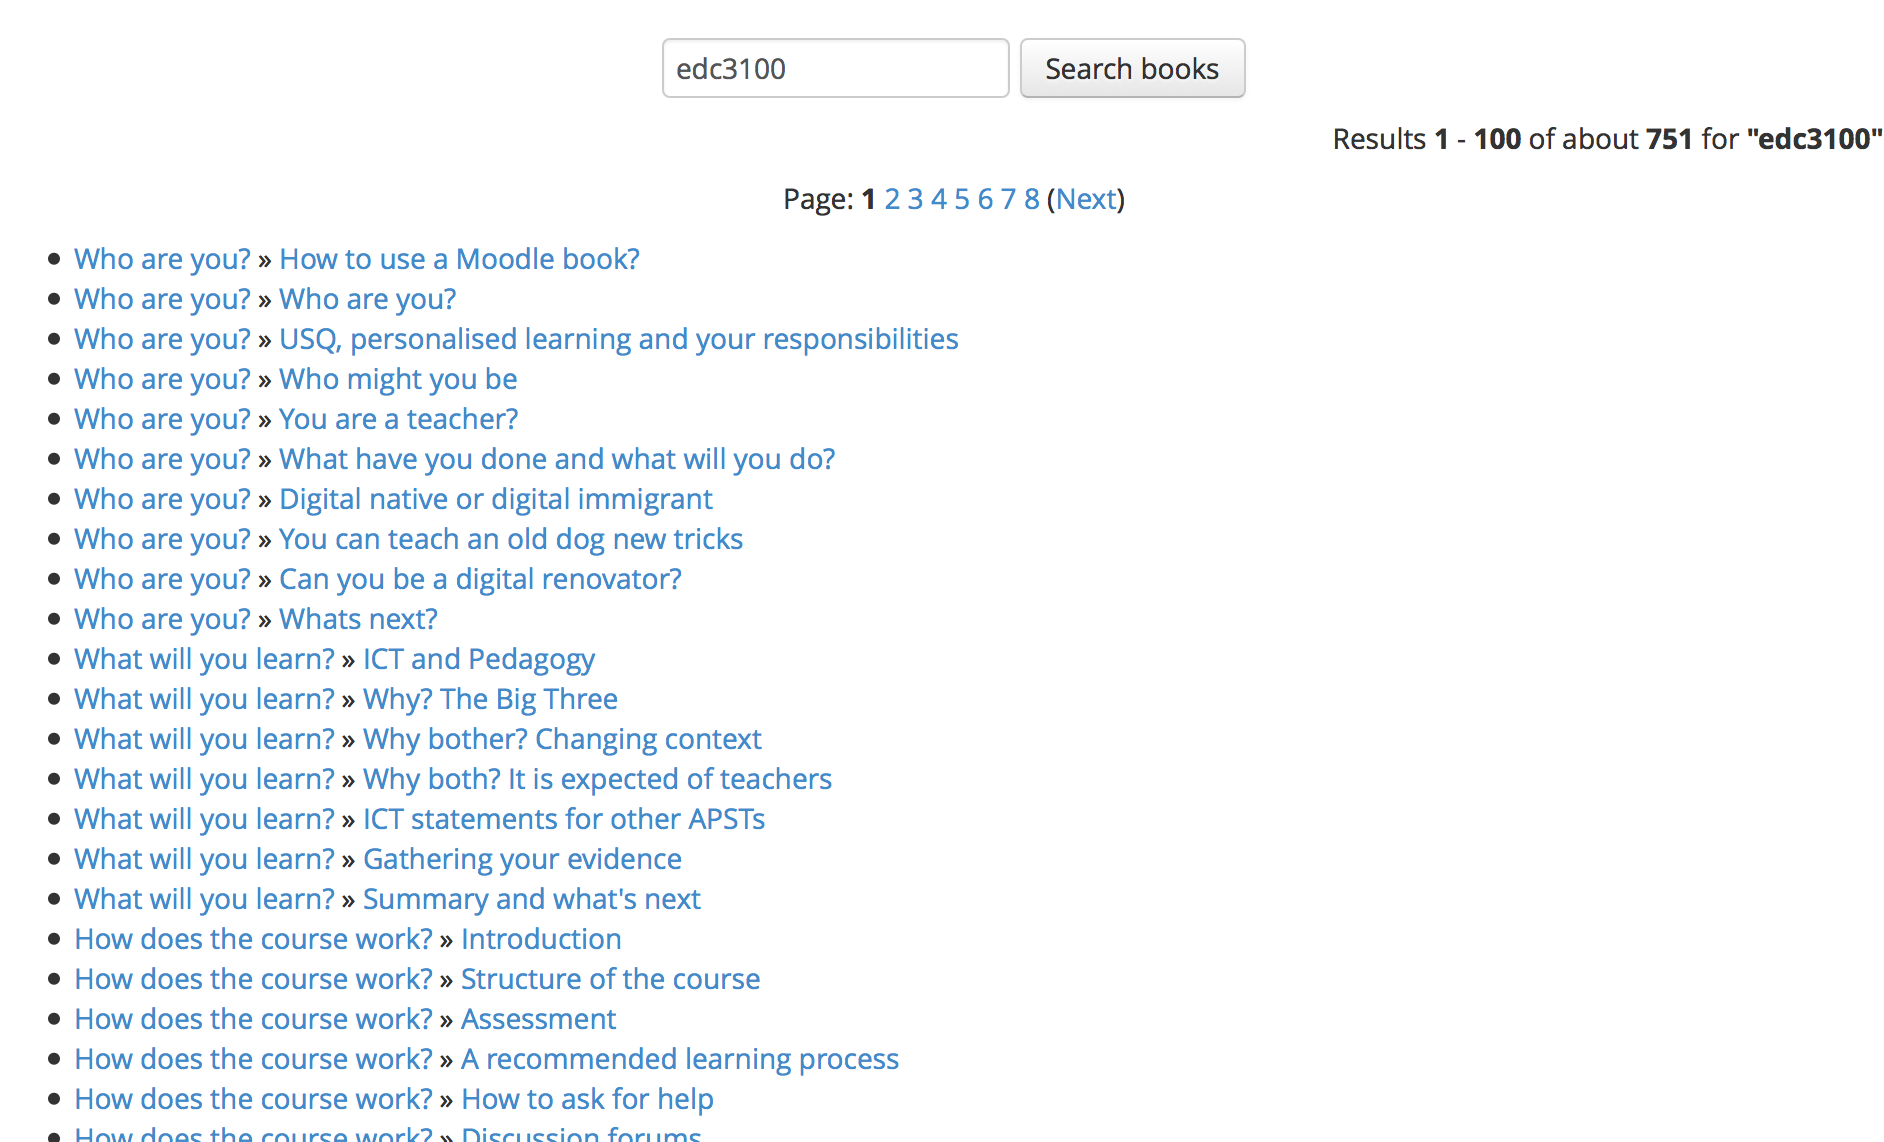 edc3100 Search books
Results 1 - 100 of about 751 for "edc3100"
Page: 1 2 3 4 5 6 7 8 (Next)
• Who are you? » How to use a Moodle book?
• Who are you? » Who are you?
• Who are you? » USQ, personalised learning and your responsibilities
• Who are you? » Who might you be
• Who are you? » You are a teacher?
• Who are you? » What have you done and what will you do?
• Who are you? » Digital native or digital immigrant
• Who are you? » You can teach an old dog new tricks
• Who are you? » Can you be a digital renovator?
• Who are you? » Whats next?
• What will you learn? » ICT and Pedagogy
• What will you learn? » Why? The Big Three
• What will you learn? » Why bother? Changing context
• What will you learn? » Why both? It is expected of teachers
• What will you learn? » ICT statements for other APSTs
• What will you learn? » Gathering your evidence
• What will you learn? » Summary and what's next
• How does the course work? » Introduction
• How does the course work? » Structure of the course
• How does the course work? » Assessment
• How does the course work? » A recommended learning process
• How does the course work? » How to ask for help
• How does the course work? » Discussion forums